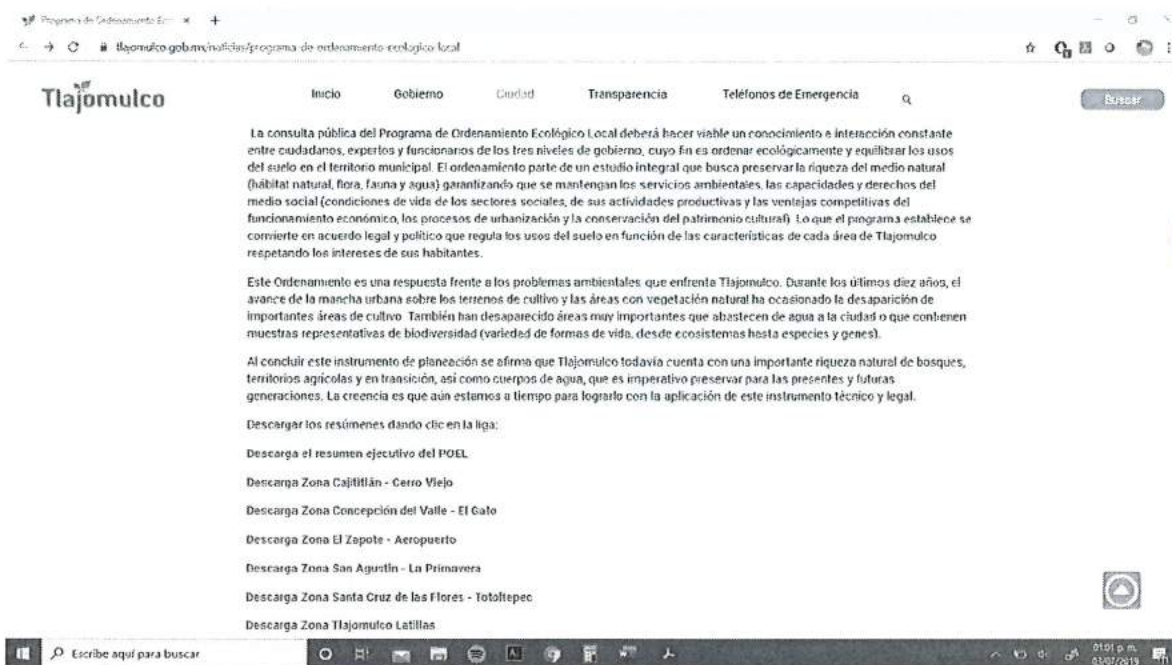 Programa de Ordenamiento Eco
tlajomulco.gob.mx/noticias/programa-de-ordenamiento-ecologico-local
Tlajomulco
Inicio Gobierno Ciudad Transparencia Teléfonos de Emergencia
Buscar
La consulta pública del Programa de Ordenamiento Ecológico Local deberá hacer viable un conocimiento e interacción constante
entre ciudadanos, expertos y funcionarios de los tres niveles de gobierno, cuyo fin es ordenar ecológicamente y equilibrar los usos
del suelo en el territorio municipal. El ordenamiento parte de un estudio integral que busca preservar la riqueza del medio natural
(hábitat natural, flora, fauna y agua) garantizando que se mantengan los servicios ambientales, las capacidades y derechos del
medio social (condiciones de vida de los sectores sociales, de sus actividades productivas y las ventajas competitivas del
funcionamiento económico, los procesos de urbanización y la conservación del patrimonio cultural). Lo que el programa establece se
convierte en acuerdo legal y político que regula los usos del suelo en función de las características de cada área de Tlajomulco
respetando los intereses de sus habitantes.
Este Ordenamiento es una respuesta frente a los problemas ambientales que enfrenta Tlajomulco. Durante los últimos diez años, el
avance de la mancha urbana sobre los terrenos de cultivo y las áreas con vegetación natural ha ocasionado la desaparición de
importantes áreas de cultivo. También han desaparecido áreas muy importantes que abastecen de agua a la ciudad o que contienen
muestras representativas de biodiversidad (variedad de formas de vida, desde ecosistemas hasta especies y genes).
Al concluir este instrumento de planeación se afirma que Tlajomulco todavía cuenta con una importante riqueza natural de bosques,
territorios agrícolas y en transición, así como cuerpos de agua, que es imperativo preservar para las presentes y futuras
generaciones. La creencia es que aún estamos a tiempo para lograrlo con la aplicación de este instrumento técnico y legal.
Descargar los resúmenes dando clic en la liga:
Descarga el resumen ejecutivo del POEL
Descarga Zona Cajititlán - Cerro Viejo
Descarga Zona Concepción del Valle - El Gato
Descarga Zona El Zapote - Aeropuerto
Descarga Zona San Agustín - La Primavera
Descarga Zona Santa Cruz de las Flores - Totoltepec
Descarga Zona Tlajomulco Latillas
Escribe aquí para buscar
01:01 p. m.
03/07/2019